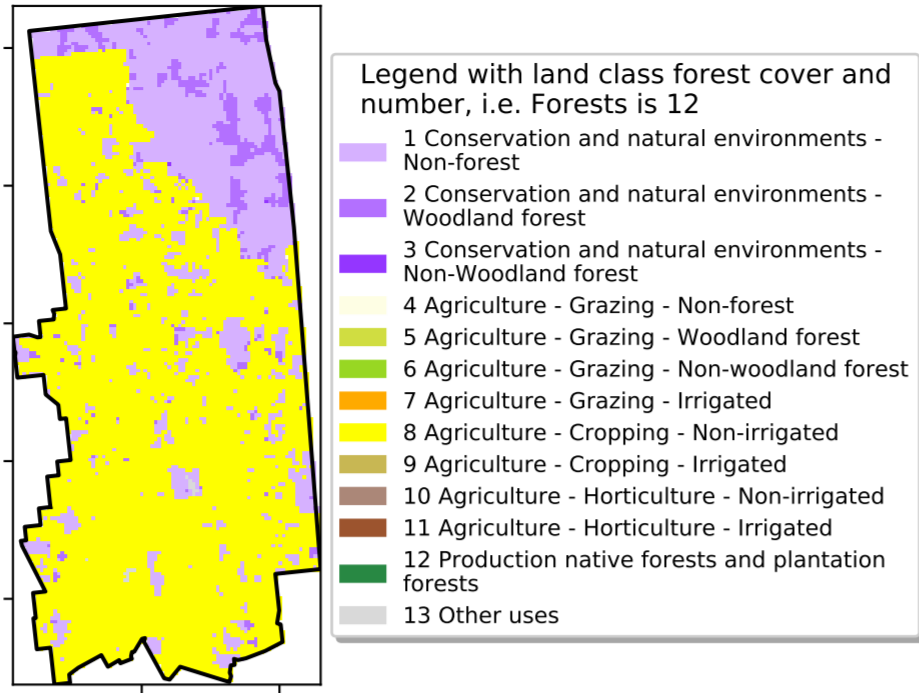 Legend with land class forest cover and
number, i.e. Forests is 12
1 Conservation and natural environments -
Non-forest
2 Conservation and natural environments -
Woodland forest
3 Conservation and natural environments -
Non-Woodland forest
4 Agriculture - Grazing - Non-forest
5 Agriculture - Grazing - Woodland forest
6 Agriculture - Grazing - Non-woodland forest
7 Agriculture - Grazing - Irrigated
8 Agriculture - Cropping - Non-irrigated
9 Agriculture - Cropping - Irrigated
10 Agriculture - Horticulture - Non-irrigated
11 Agriculture - Horticulture - Irrigated
12 Production native forests and plantation
forests
13 Other uses